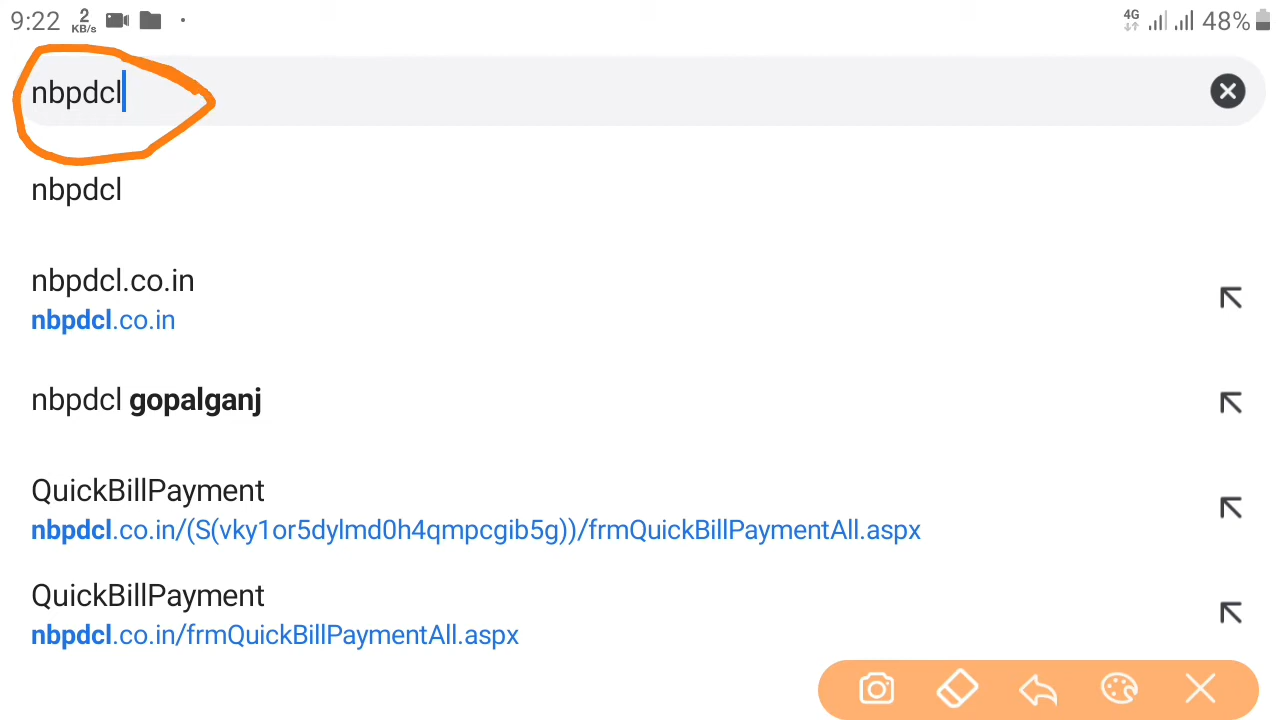 9:22 2 KB/s 4G 48%
nbpdcl
nbpdcl
nbpdcl.co.in
nbpdcl.co.in
nbpdcl gopalganj
QuickBillPayment
nbpdcl.co.in/(S(vky1or5dylmd0h4qmpcgib5g))/frmQuickBillPaymentAll.aspx
QuickBillPayment
nbpdcl.co.in/frmQuickBillPaymentAll.aspx